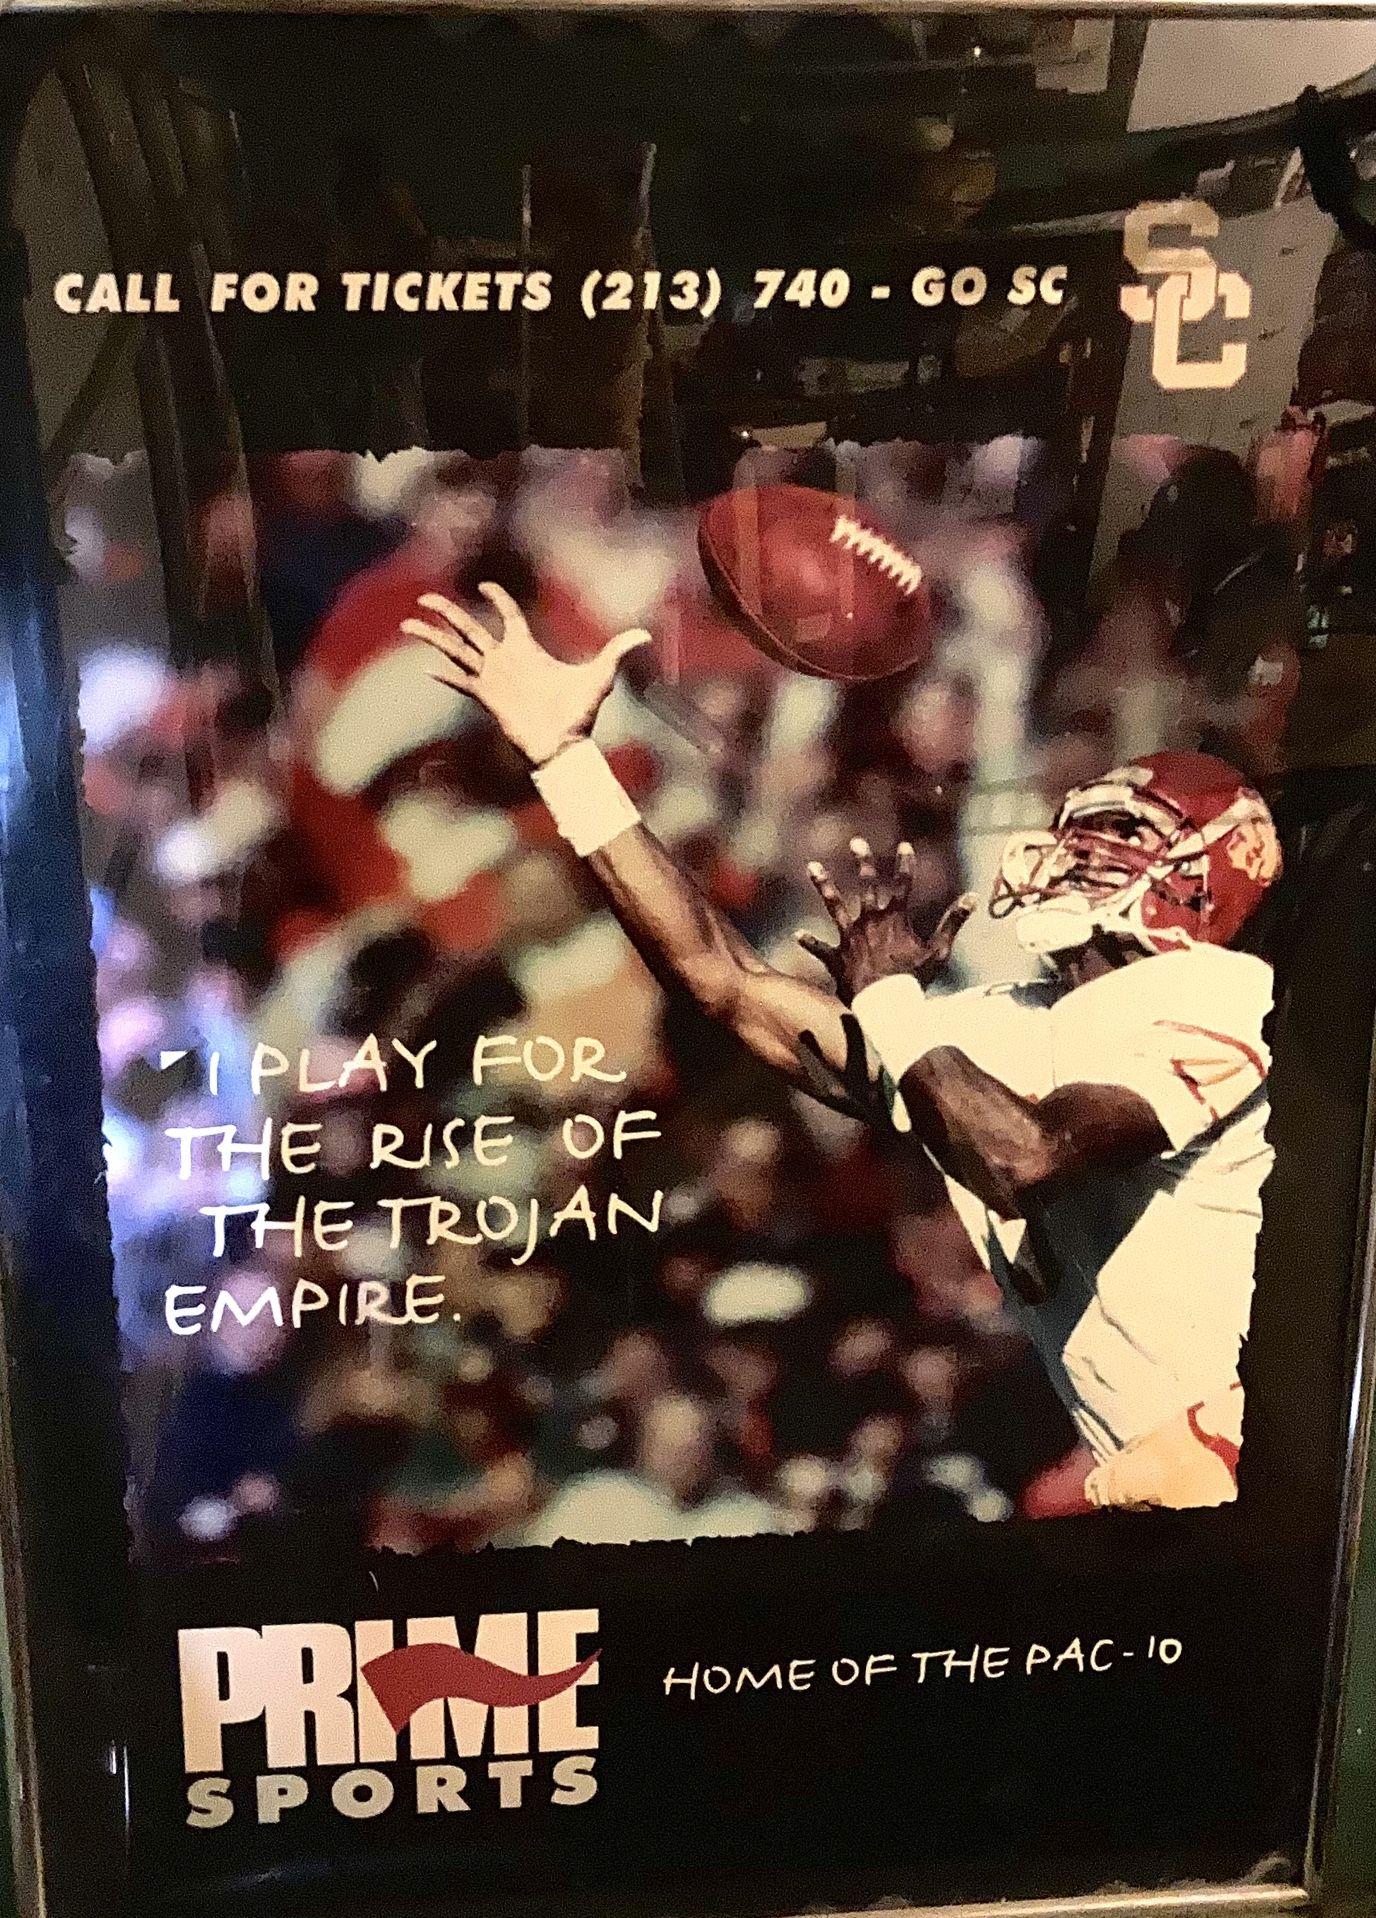 CALL FOR TICKETS (213) 740 - GO SC
SC
"I PLAY FOR
THE RISE OF
THE TROJAN
EMPIRE.
PRIME
SPORTS
HOME OF THE PAC-10